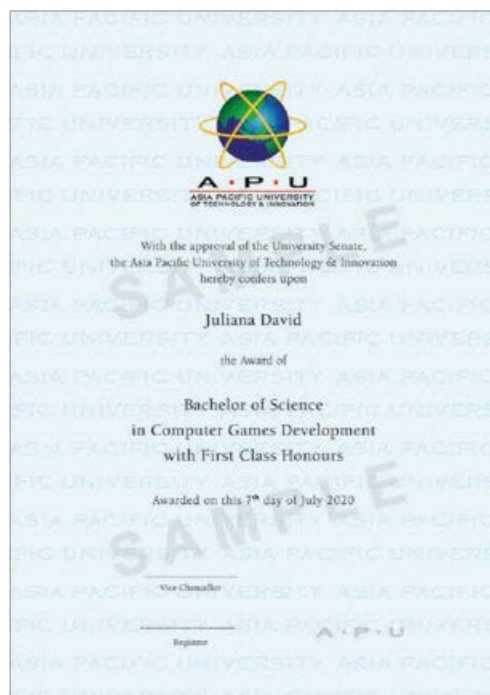 A·P·U
ASIA PACIFIC UNIVERSITY
OF TECHNOLOGY & INNOVATION
With the approval of the University Senate,
the Asia Pacific University of Technology & Innovation
hereby confers upon
Juliana David
the Award of
Bachelor of Science
in Computer Games Development
with First Class Honours
Awarded on this 7th day of July 2020
SAMPLE
SAMPLE
Vice Chancellor
Registrar
A·P·U